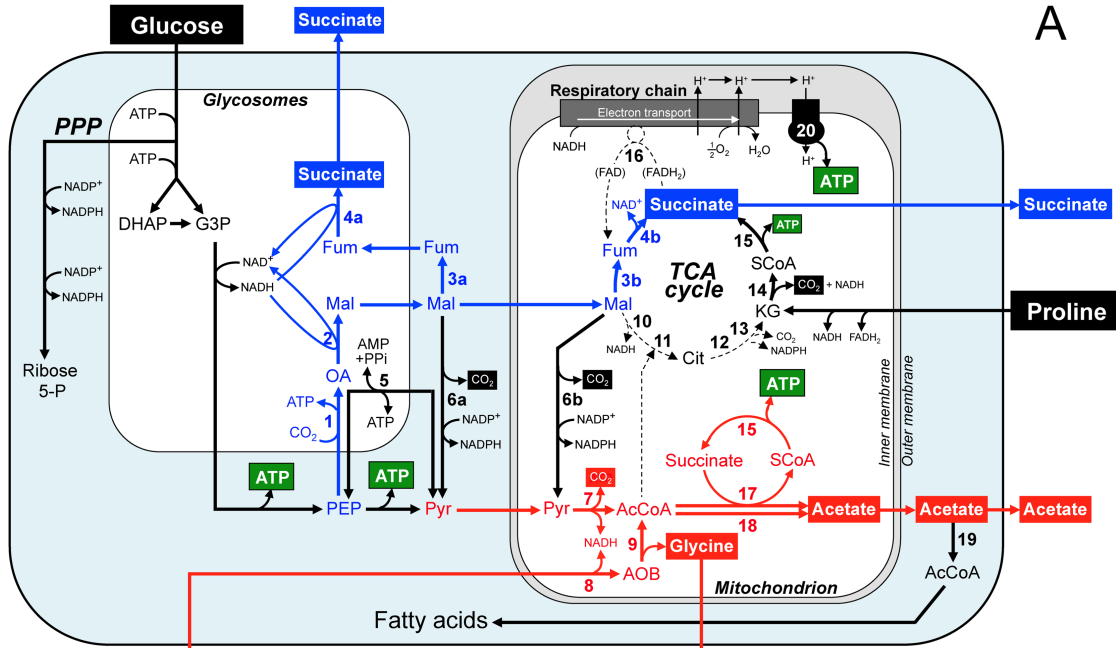 A
Glucose
Succinate
Glycosomes
PPP
ATP
ATP
NADP⁺
NADPH
NADP⁺
NADPH
Ribose
5-P
DHAP
G3P
NAD⁺
NADH
Succinate
4a
Fum
Fum
3a
Mal
Mal
2
OA
AMP
+PPi
5
ATP
ATP
1
CO₂
CO₂
6a
NADP⁺
NADPH
ATP
ATP
PEP
Pyr
Respiratory chain
Electron transport
H⁺
H⁺
H⁺
20
H⁺
ATP
NADH
½O₂
H₂O
16
(FAD)
(FADH₂)
NAD⁺
Succinate
Succinate
4b
Fum
3b
Mal
TCA
cycle
15
ATP
SCoA
14
CO₂ + NADH
KG
Proline
NADH
FADH₂
10
NADH
11
Cit
12
13
CO₂
NADPH
CO₂
6b
NADP⁺
NADPH
ATP
15
Succinate
SCoA
17
18
Inner membrane
Outer membrane
Pyr
7
CO₂
AcCoA
Acetate
Acetate
Acetate
NADH
9
Glycine
8
AOB
19
AcCoA
Mitochondrion
Fatty acids